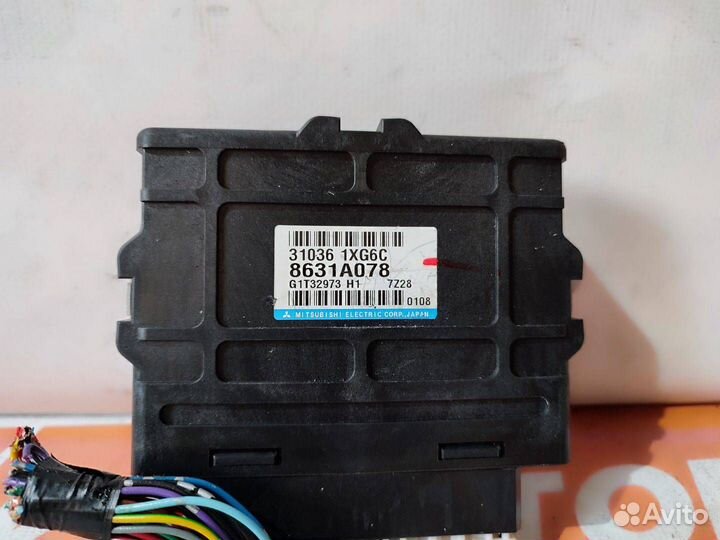 31036 1XG6C
8631A078
G1T32973 H1 7Z28
0108
MITSUBISHI ELECTRIC CORP.,JAPAN
Avito